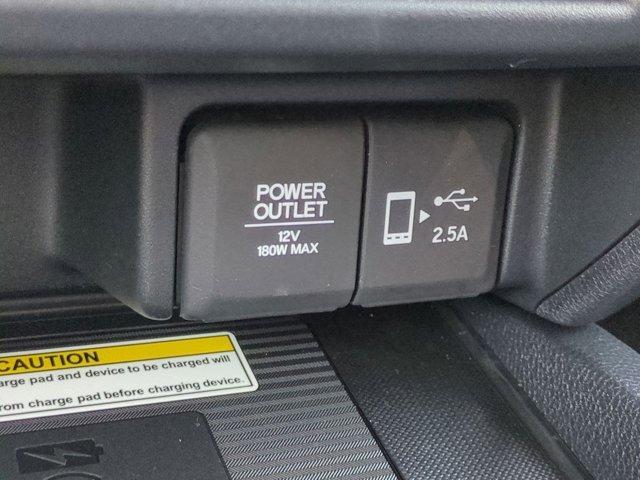 POWER
OUTLET
12V
180W MAX
2.5A
CAUTION
arge pad and device to be charged will
from charge pad before charging device.